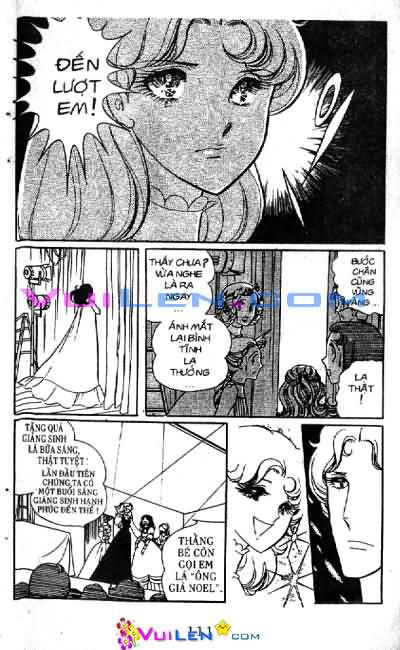 ĐẾN
LƯỢT
EM!
THẤY CHƯA?
VỪA NGHE
LÀ RA
NGAY
...
ÁNH MẮT
LẠI BÌNH
TĨNH
LẠ
THƯỜNG...
BƯỚC
CHÂN
CŨNG
VỮNG
VÀNG...
LẠ
THẬT!
VUILEN.COM
TẶNG QUÀ
GIÁNG SINH
LÀ BỮA SÁNG,
THẬT TUYỆT!
LẦN ĐẦU TIÊN
CHÚNG TA CÓ
MỘT BUỔI SÁNG
GIÁNG SINH HẠNH
PHÚC ĐẾN THẾ!
THẰNG
BÉ CÒN
GỌI EM
LÀ "ÔNG
GIÀ NOEL".
111
VUILEN.COM